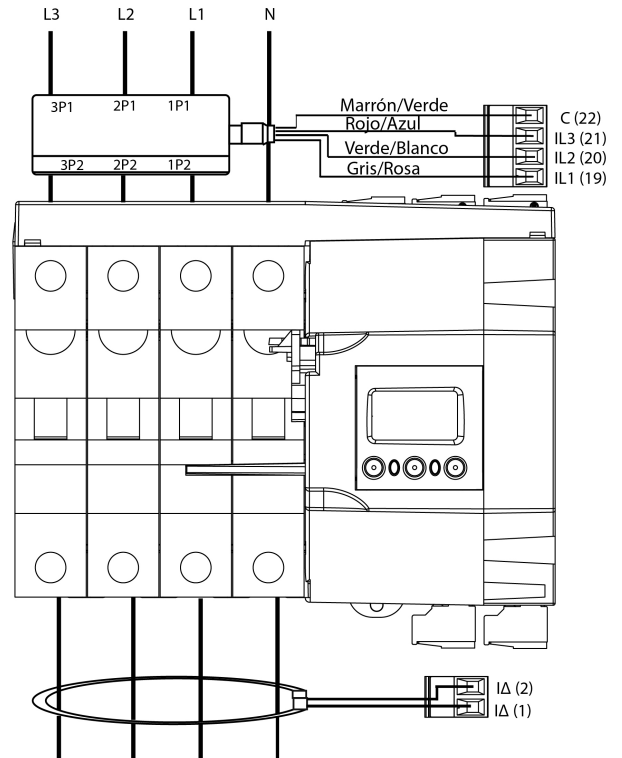 L3 L2 L1 N
3P1 2P1 1P1
3P2 2P2 1P2
Marrón/Verde
Rojo/Azul
Verde/Blanco
Gris/Rosa
C (22)
IL3 (21)
IL2 (20)
IL1 (19)
IΔ (2)
IΔ (1)